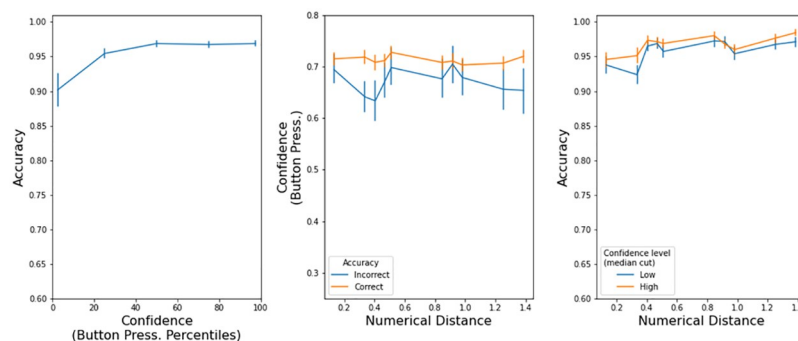 1.00
0.95
0.90
0.85
0.80
0.75
0.70
0.65
0.60
Accuracy
0 20 40 60 80 100
Confidence
(Button Press. Percentiles)
0.8
0.7
0.6
0.5
0.4
0.3
Confidence
(Button Press.)
Accuracy
Incorrect
Correct
0.2 0.4 0.6 0.8 1.0 1.2 1.4
Numerical Distance
1.00
0.95
0.90
0.85
0.80
0.75
0.70
0.65
0.60
Accuracy
Confidence level
(median cut)
Low
High
0.2 0.4 0.6 0.8 1.0 1.2
Numerical Distance